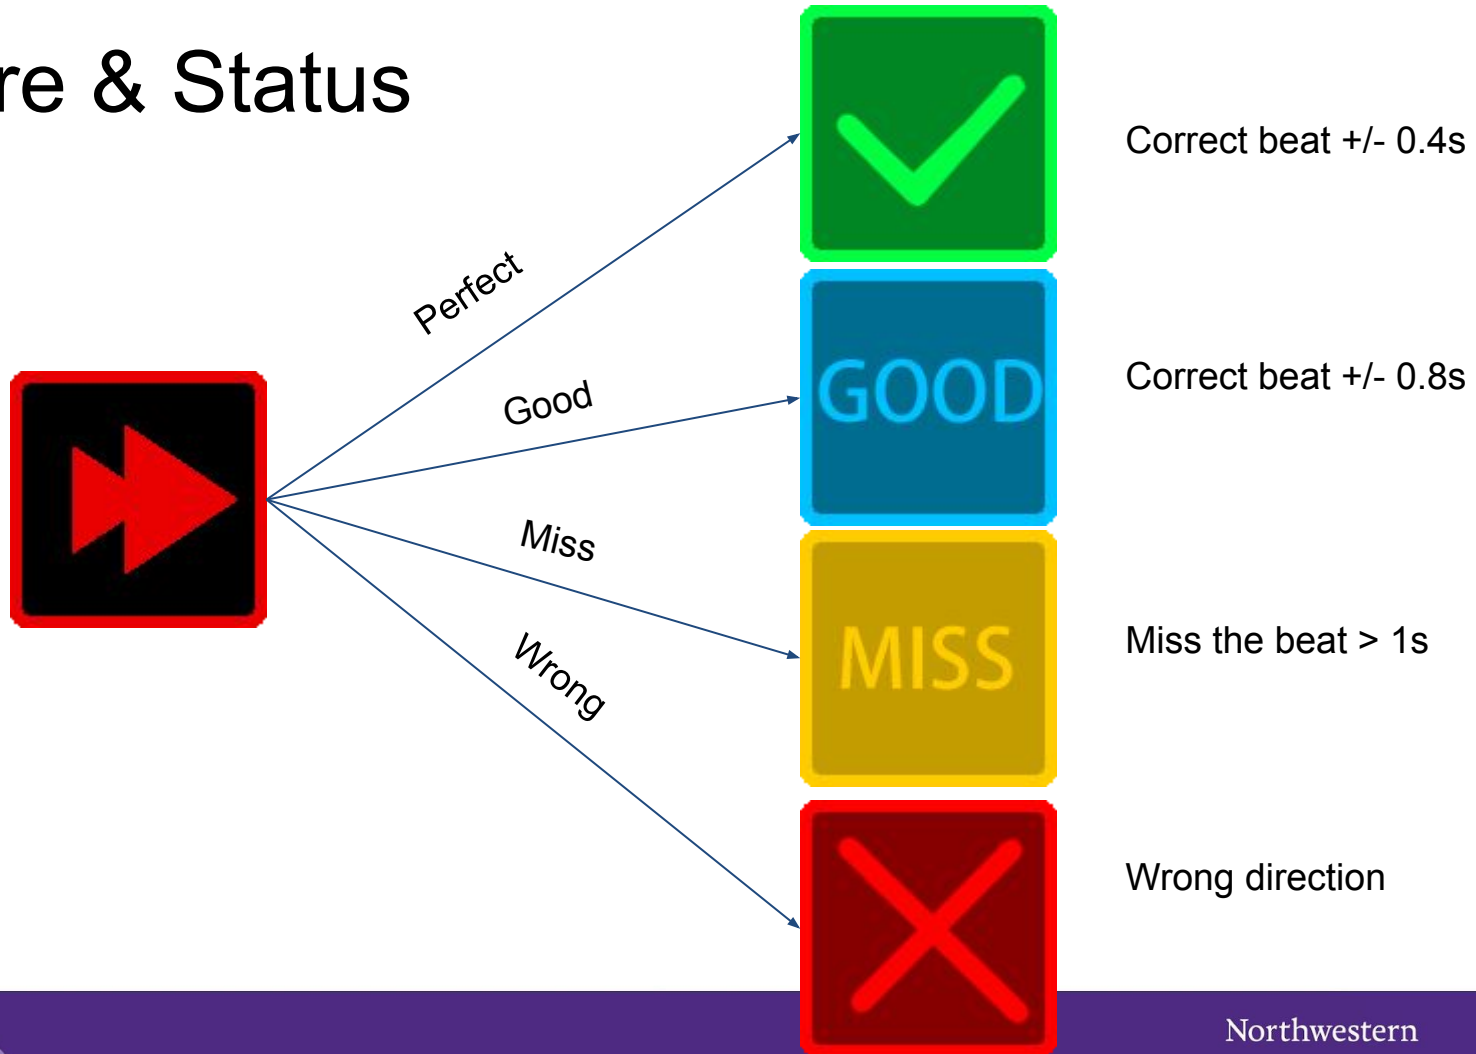 re & Status
Correct beat +/- 0.4s
Perfect
Good
GOOD
Correct beat +/- 0.8s
Miss
MISS
Miss the beat > 1s
Wrong
Wrong direction
Northwestern